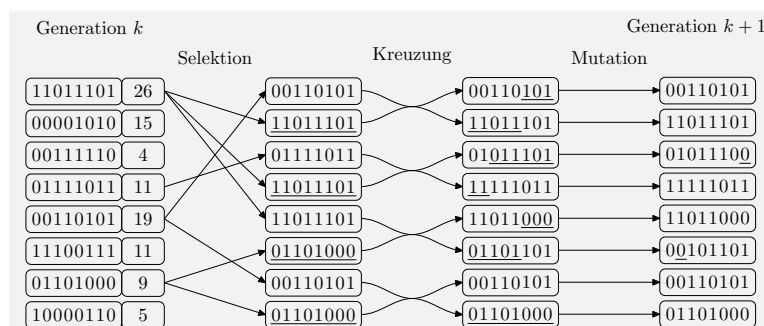 Generation k
Generation k + 1
Selektion
Kreuzung
Mutation
11011101 26 00110101 00110101 00110101
00001010 15 11011101 11011101 11011101
00111110 4 01111011 01011101 01011100
01111011 11 11011101 11111011 11111011
00110101 19 11011101 11011000 11011000
11100111 11 01101000 01101101 00101101
01101000 9 00110101 00110101 00110101
10000110 5 01101000 01101000 01101000